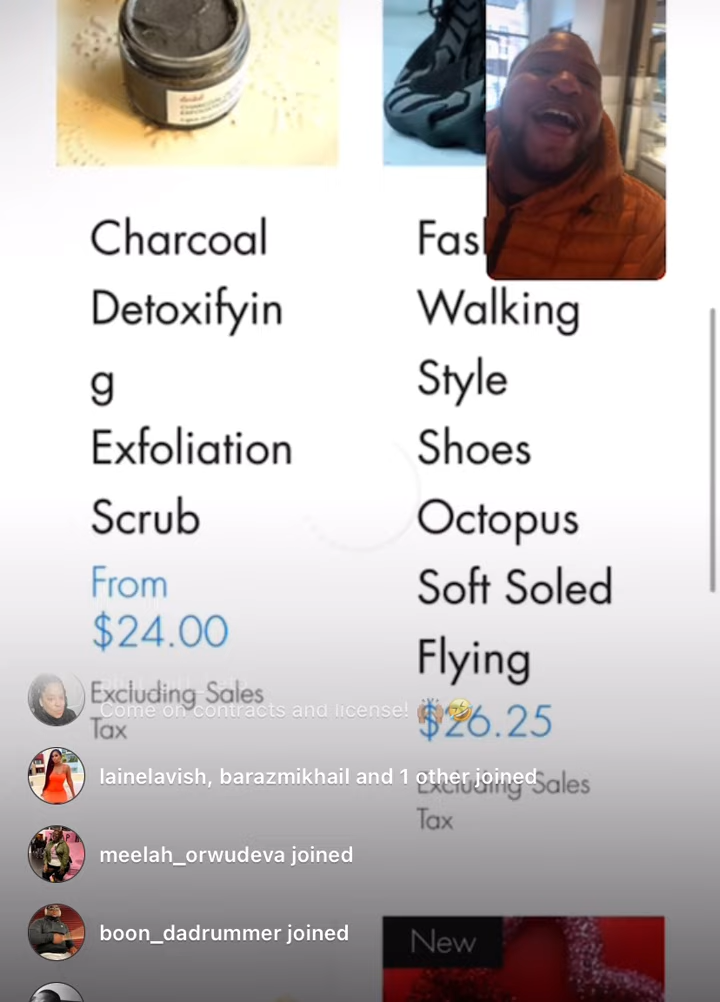 Charcoal
Detoxifyin
g
Exfoliation
Scrub
From
$24.00
Excluding Sales
Tax
Fas
Walking
Style
Shoes
Octopus
Soft Soled
Flying
$26.25
Excluding Sales
Tax
Come on contracts and license! 🙌🏽🤣
lainelavish, barazmikhail and 1 other joined
meelah_orwudeva joined
boon_dadrummer joined
New